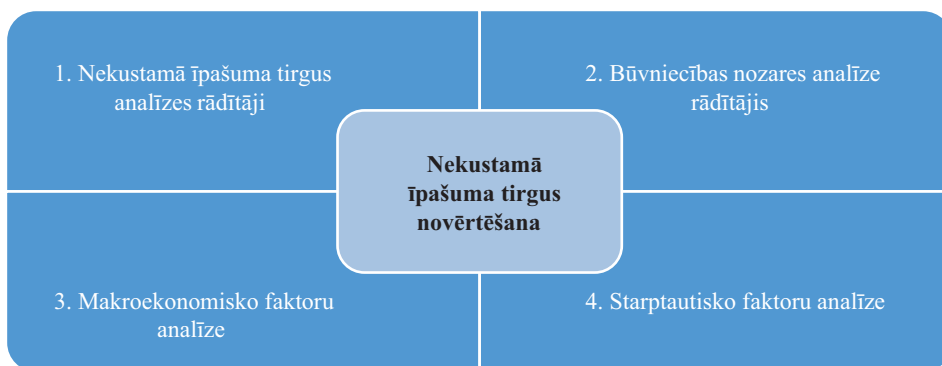 1. Nekustamā īpašuma tirgus
analīzes rādītāji
2. Būvniecības nozares analīze
rādītājis
Nekustamā
īpašuma tirgus
novērtēšana
3. Makroekonomisko faktoru
analīze
4. Starptautisko faktoru analīze